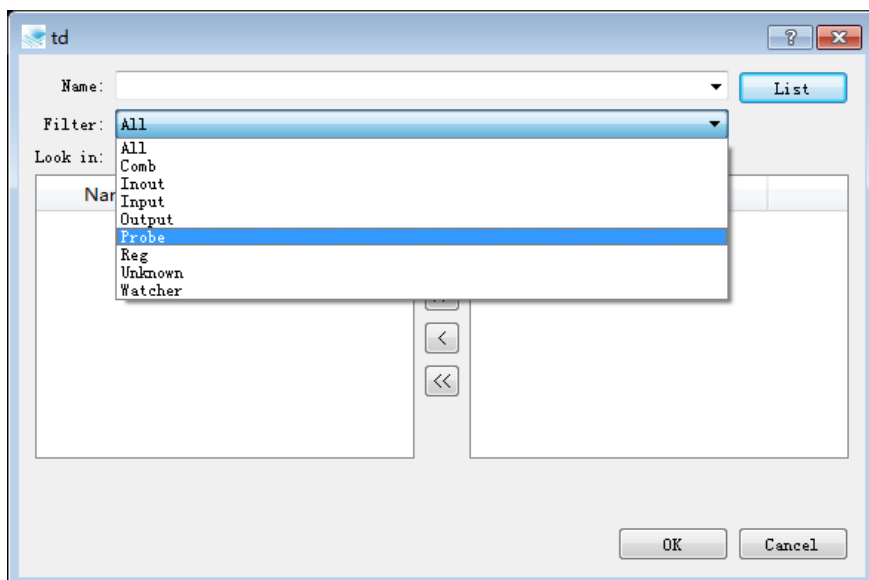 td
Name:
List
Filter: All
Look in:
All
Comb
Inout
Input
Output
Probe
Reg
Unknown
Watcher
Nar
<
<<
OK Cancel